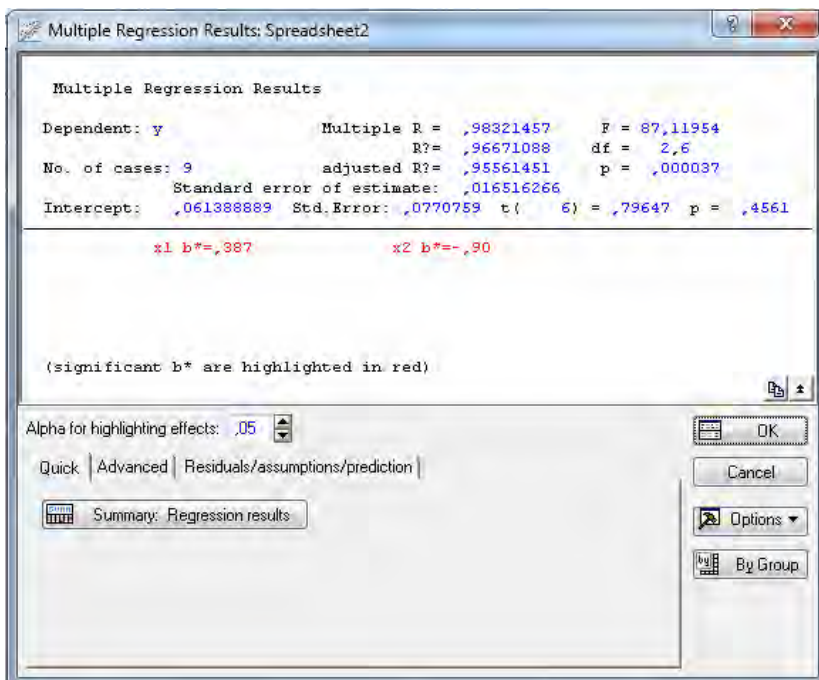 Multiple Regression Results: Spreadsheet2
Multiple Regression Results
Dependent: y Multiple R = ,98321457 F = 87,11954
R?= ,96671088 df = 2,6
No. of cases: 9 adjusted R?= ,95561451 p = ,000037
Standard error of estimate: ,016516266
Intercept: ,061388889 Std.Error: ,0770759 t( 6) = ,79647 p = ,4561
x1 b*=,387 x2 b*=-,90
(significant b* are highlighted in red)
Alpha for highlighting effects: ,05
OK
Quick Advanced Residuals/assumptions/prediction
Cancel
Summary: Regression results
Options
By Group